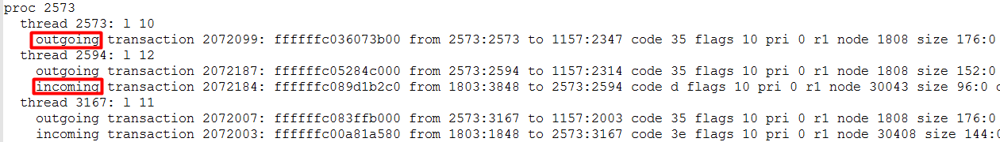 proc 2573
thread 2573: l 10
outgoing transaction 2072099: ffffffc036073b00 from 2573:2573 to 1157:2347 code 35 flags 10 pri 0 r1 node 1808 size 176:0
thread 2594: l 12
outgoing transaction 2072187: ffffffc05284c000 from 2573:2594 to 1157:2314 code 35 flags 10 pri 0 r1 node 1808 size 152:0
incoming transaction 2072184: ffffffc089d1b2c0 from 1803:3848 to 2573:2594 code d flags 10 pri 0 r1 node 30043 size 96:0
thread 3167: l 11
outgoing transaction 2072007: ffffffc083ffb000 from 2573:3167 to 1157:2003 code 35 flags 10 pri 0 r1 node 1808 size 176:0
incoming transaction 2072003: ffffffc00a81a580 from 1803:1848 to 2573:3167 code 3e flags 10 pri 0 r1 node 30408 size 144:0